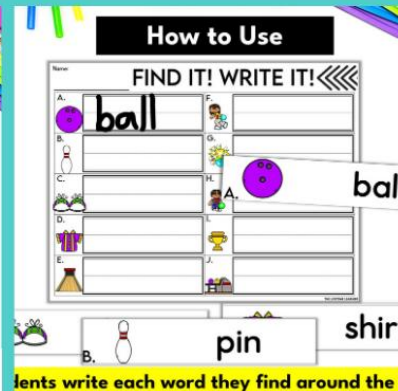 How to Use
Name:
FIND IT! WRITE IT!
A.
ball
B.
C.
D.
E.
F.
G.
H.
I.
J.
A.
bal
B.
pin
shir
dents write each word they find around the